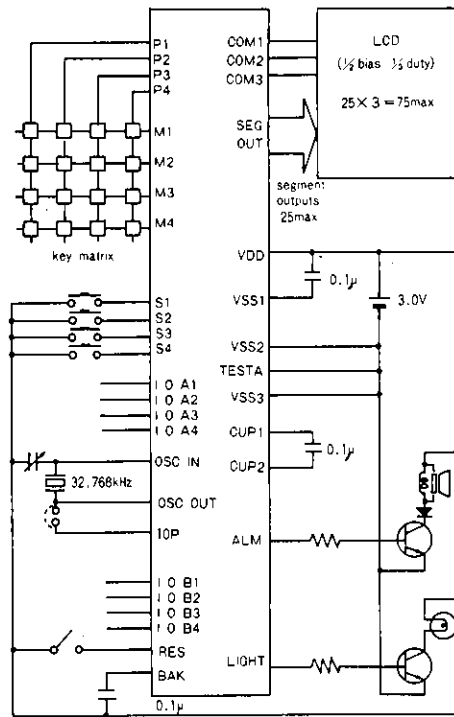 P1
P2
P3
P4
M1
M2
M3
M4
key matrix
S1
S2
S3
S4
I O A1
I O A2
I O A3
I O A4
OSC IN
32.768kHz
OSC OUT
10P
I O B1
I O B2
I O B3
I O B4
RES
BAK
0.1μ
COM1
COM2
COM3
SEG
OUT
segment
outputs
25max
LCD
(½ bias ⅓ duty)
25 × 3 = 75max
VDD
0.1μ
VSS1
3.0V
VSS2
TESTA
VSS3
CUP1
0.1μ
CUP2
ALM
LIGHT